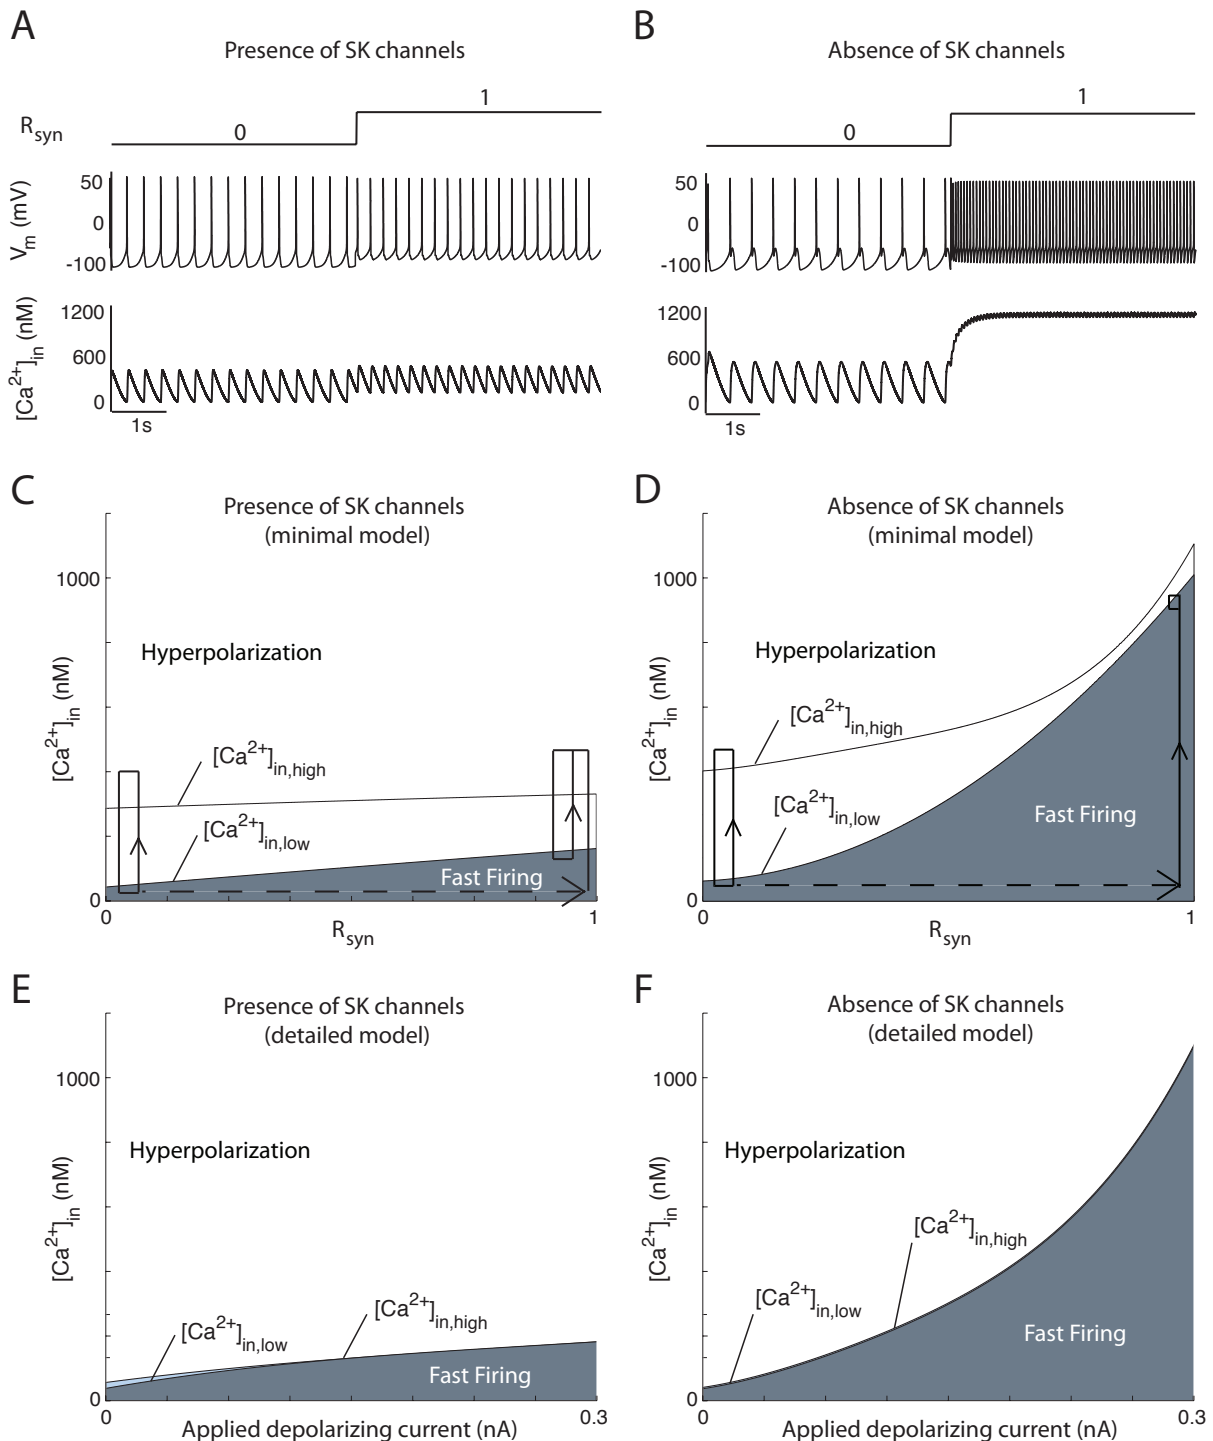 A
Presence of SK channels
R_syn
0
1
V_m (mV)
50
0
-100
[Ca²⁺]_in (nM)
1200
600
0
1s
B
Absence of SK channels
0
1
50
0
-100
1200
600
0
1s
C
Presence of SK channels
(minimal model)
[Ca²⁺]_in (nM)
1000
0
Hyperpolarization
[Ca²⁺]_in,high
[Ca²⁺]_in,low
Fast Firing
0
1
R_syn
D
Absence of SK channels
(minimal model)
[Ca²⁺]_in (nM)
1000
0
Hyperpolarization
[Ca²⁺]_in,high
[Ca²⁺]_in,low
Fast Firing
0
1
R_syn
E
Presence of SK channels
(detailed model)
[Ca²⁺]_in (nM)
1000
0
Hyperpolarization
[Ca²⁺]_in,high
[Ca²⁺]_in,low
Fast Firing
0
0.3
Applied depolarizing current (nA)
F
Absence of SK channels
(detailed model)
[Ca²⁺]_in (nM)
1000
0
Hyperpolarization
[Ca²⁺]_in,high
[Ca²⁺]_in,low
Fast Firing
0
0.3
Applied depolarizing current (nA)